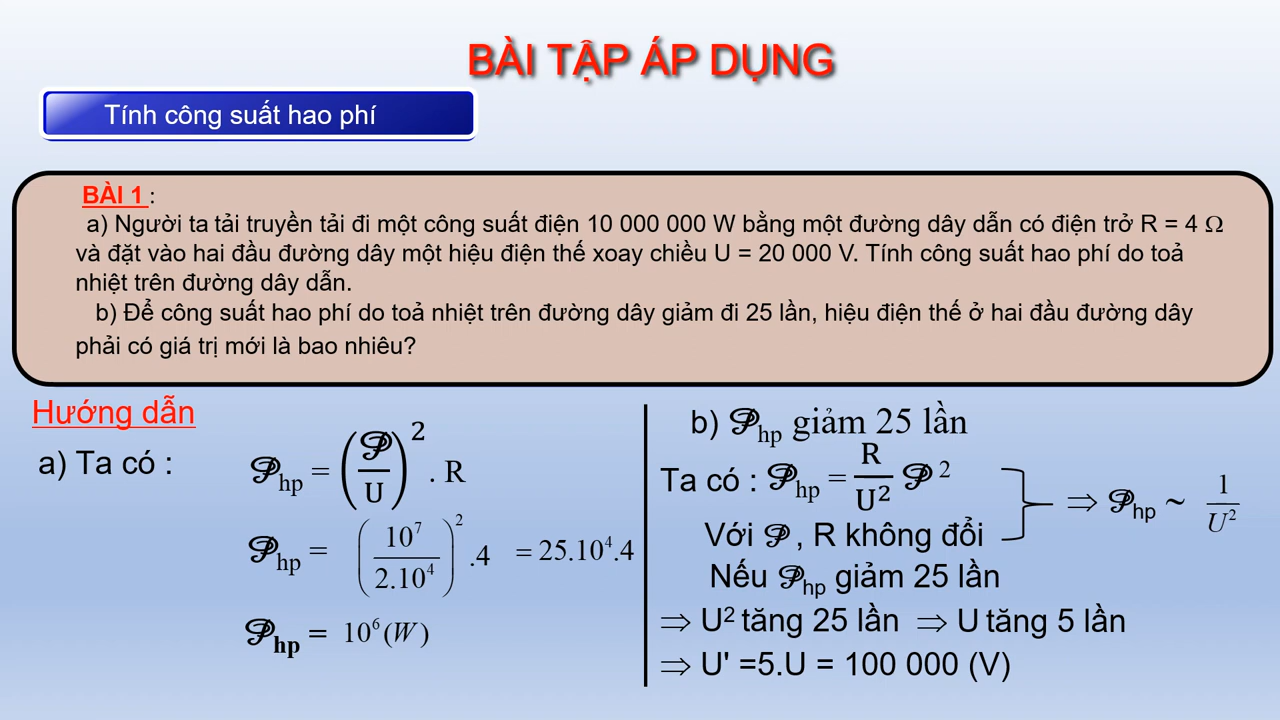 BÀI TẬP ÁP DỤNG
Tính công suất hao phí
BÀI 1 :
a) Người ta tải truyền tải đi một công suất điện 10 000 000 W bằng một đường dây dẫn có điện trở R = 4 Ω
và đặt vào hai đầu đường dây một hiệu điện thế xoay chiều U = 20 000 V. Tính công suất hao phí do toả
nhiệt trên đường dây dẫn.
b) Để công suất hao phí do toả nhiệt trên đường dây giảm đi 25 lần, hiệu điện thế ở hai đầu đường dây
phải có giá trị mới là bao nhiêu?
Hướng dẫn
a) Ta có :
𝒫hp = (𝒫/U)² . R
𝒫hp = (10⁷/2.10⁴)² .4 = 25.10⁴.4
𝒫hp = 10⁶(W)
b) 𝒫hp giảm 25 lần
Ta có : 𝒫hp = R/U² 𝒫 ²
Với 𝒫 , R không đổi
⇒ 𝒫hp ~ 1/U²
Nếu 𝒫hp giảm 25 lần
⇒ U² tăng 25 lần ⇒ U tăng 5 lần
⇒ U' =5.U = 100 000 (V)